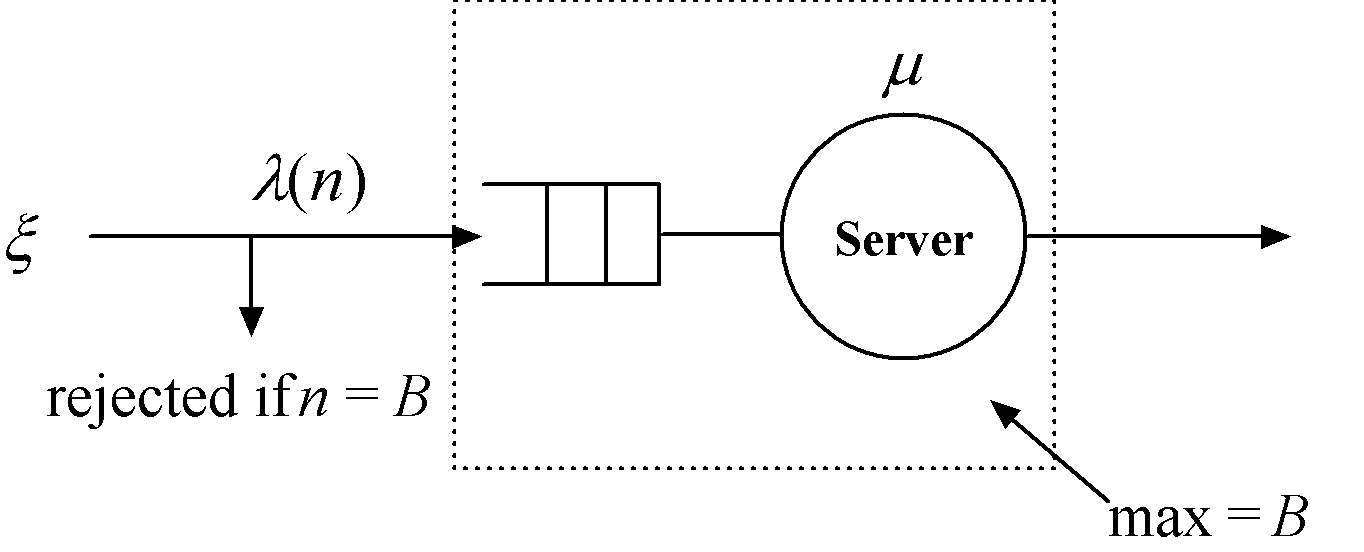 μ
λ(n)
ξ
Server
rejected if n = B
max = B